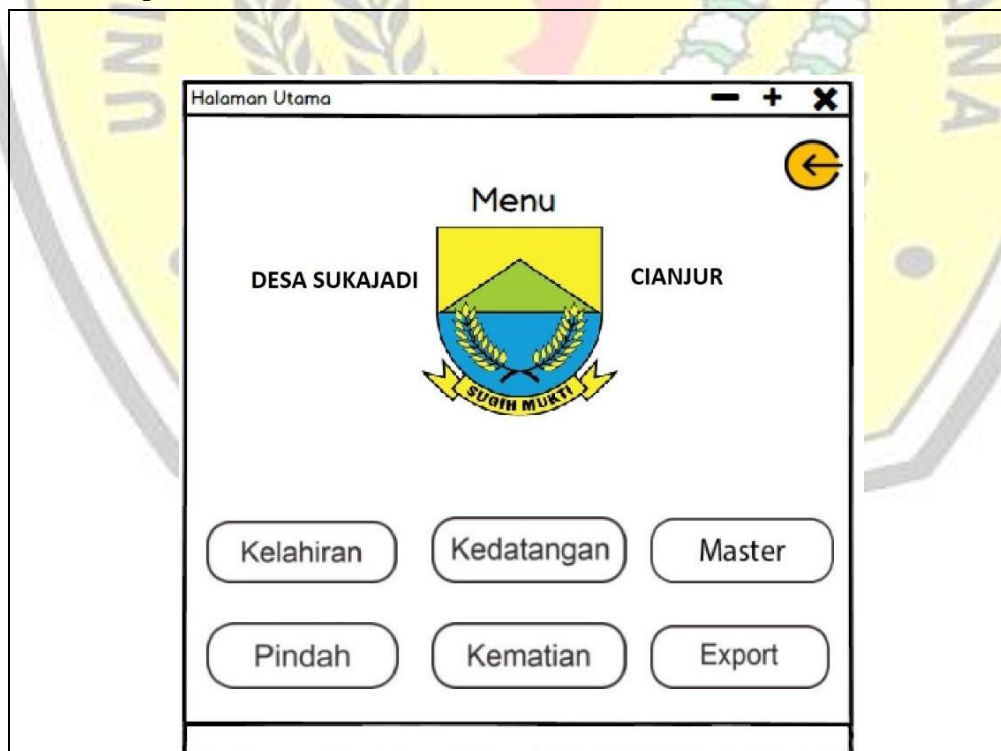 Halaman Utama
Menu
DESA SUKAJADI
CIANJUR
SUGIH MUKTI
Kelahiran
Kedatangan
Master
Pindah
Kematian
Export